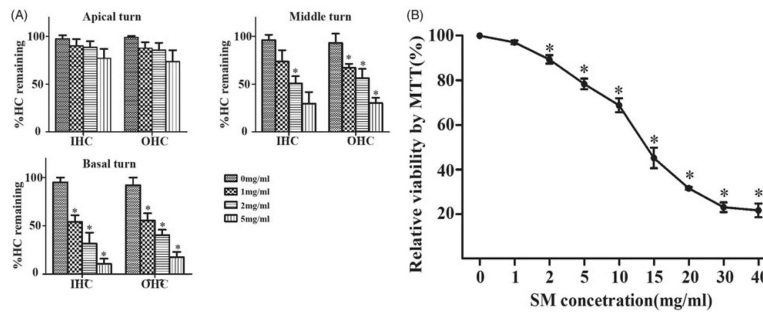 (A)
Apical turn
%HC remaining
100
50
0
IHC
OHC
Middle turn
%HC remaining
100
50
0
IHC
OHC
* * * *
Basal turn
%HC remaining
50
0
IHC
OHC
* * * * * *
0mg/ml
1mg/ml
2mg/ml
5mg/ml
(B)
Relative viability by MTT(%)
100
80
60
40
20
* * * * * * *
0 1 2 5 10 15 20 30 40
SM concetration(mg/ml)